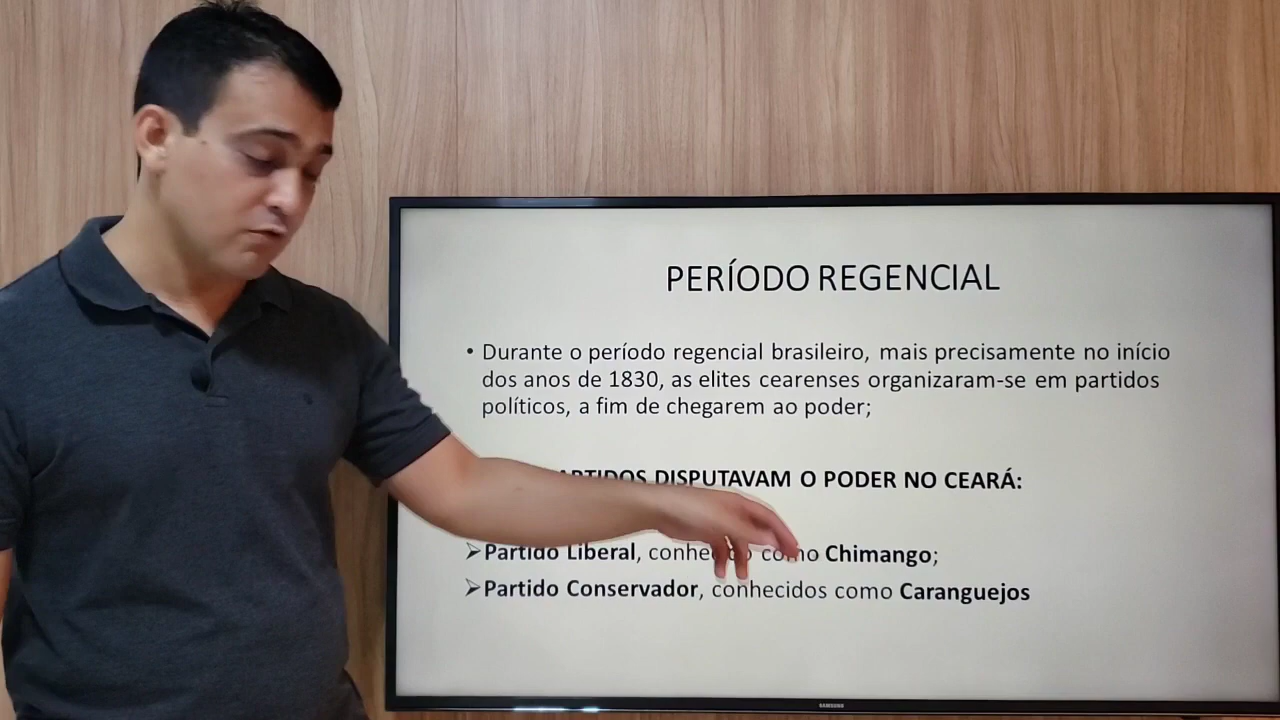 PERÍODO REGENCIAL
• Durante o período regencial brasileiro, mais precisamente no início
dos anos de 1830, as elites cearenses organizaram-se em partidos
políticos, a fim de chegarem ao poder;
PARTIDOS DISPUTAVAM O PODER NO CEARÁ:
➢Partido Liberal, conhecido como Chimango;
➢Partido Conservador, conhecidos como Caranguejos
SAMSUNG